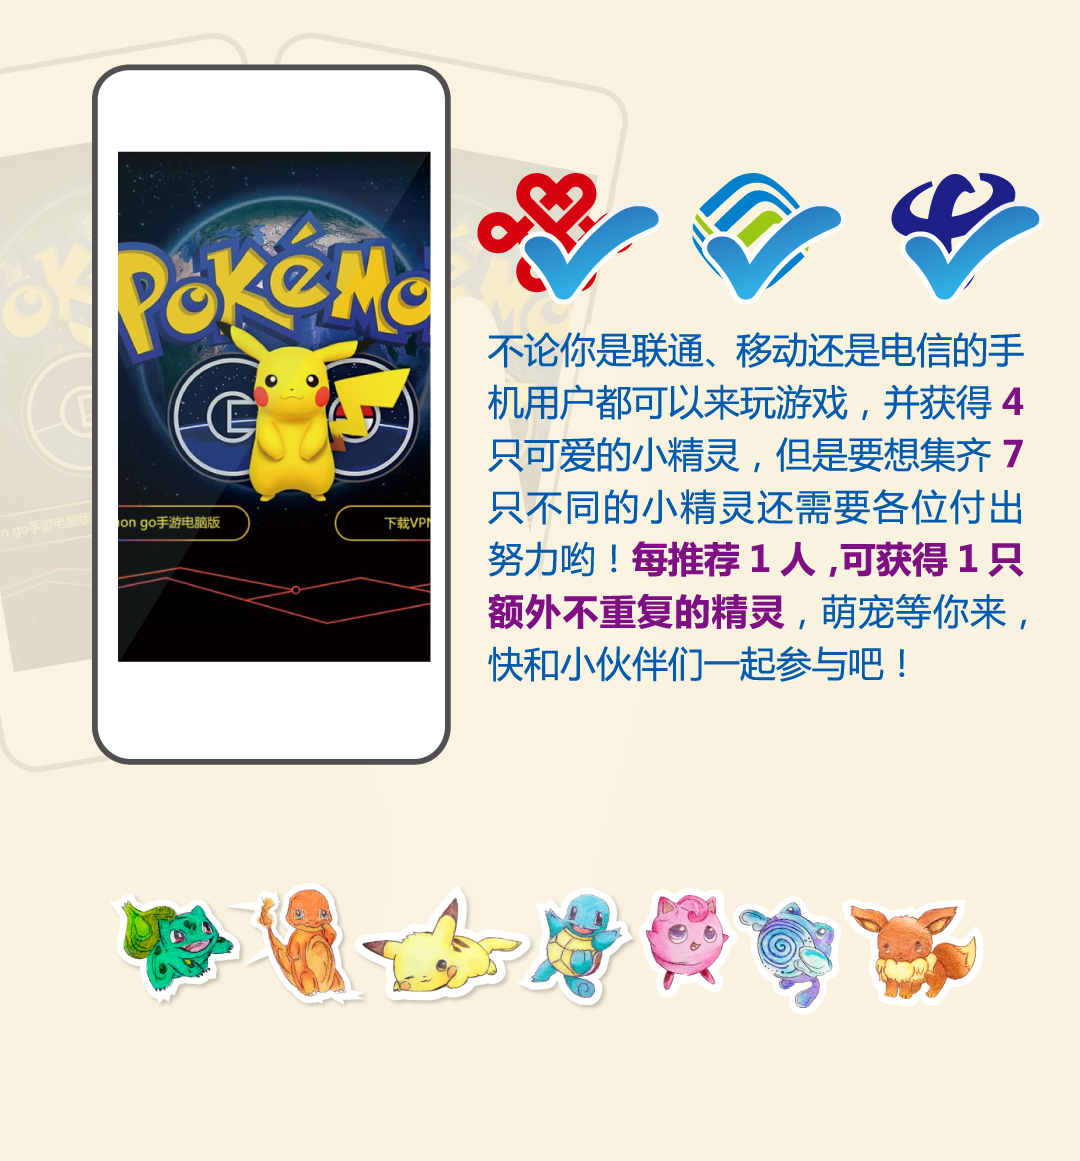 POKéMO
GO
mon go手游电脑版
下载VPN
不论你是联通、移动还是电信的手
机用户都可以来玩游戏，并获得 4
只可爱的小精灵，但是要想集齐 7
只不同的小精灵还需要各位付出
努力哟！每推荐 1 人 ,可获得 1 只
额外不重复的精灵，萌宠等你来，
快和小伙伴们一起参与吧！